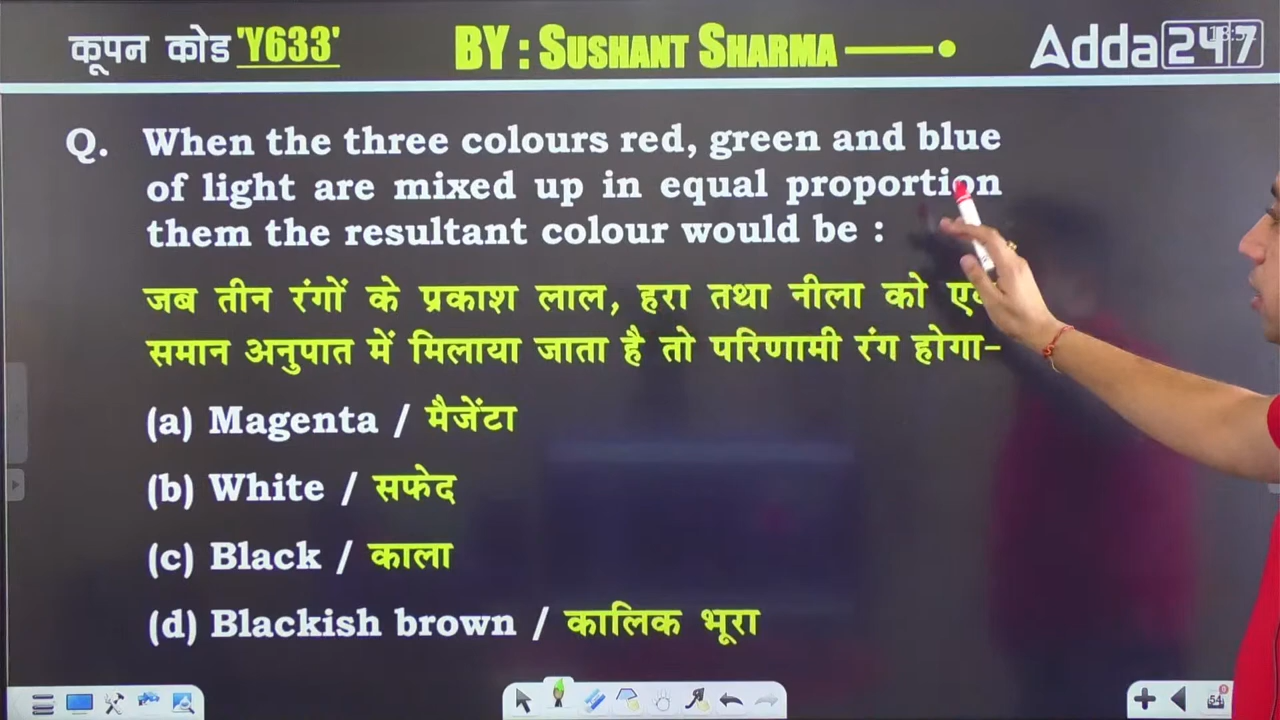 कूपन कोड 'Y633'
BY : SUSHANT SHARMA
Adda247
Q. When the three colours red, green and blue
of light are mixed up in equal proportion
them the resultant colour would be :
जब तीन रंगों के प्रकाश लाल, हरा तथा नीला को
समान अनुपात में मिलाया जाता है तो परिणामी रंग होगा-
(a) Magenta / मैजेंटा
(b) White / सफेद
(c) Black / काला
(d) Blackish brown / कालिक भूरा
54